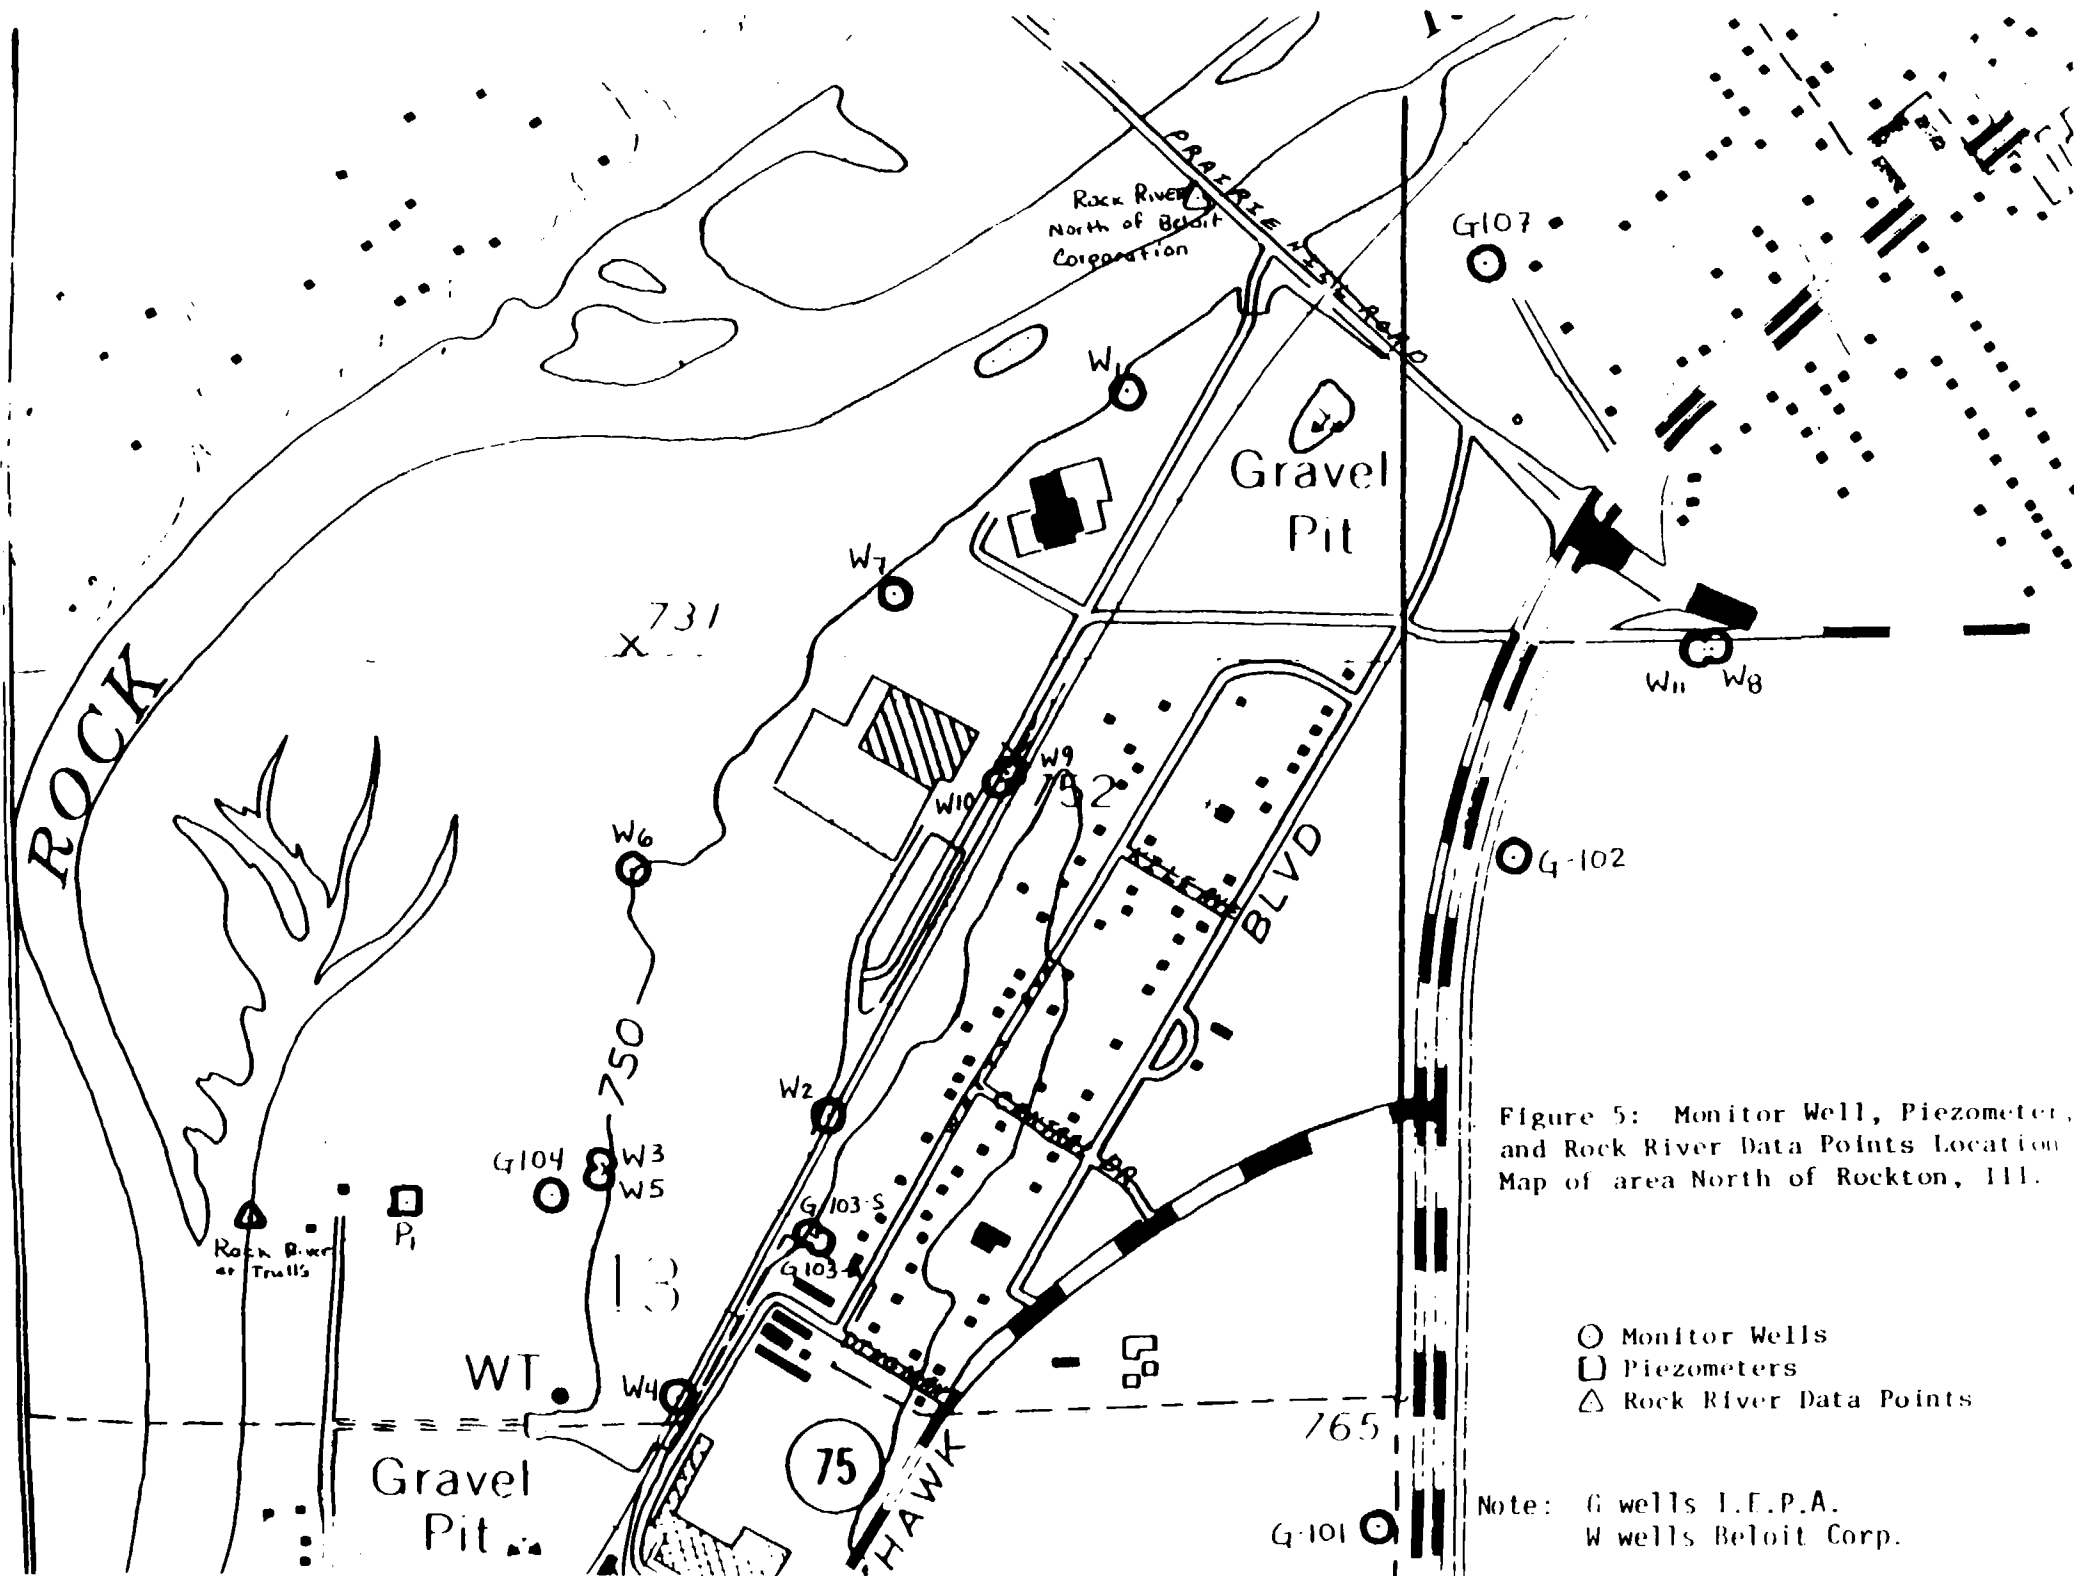 PRAIRIE HILL ROAD
Rock River
North of Beloit
Corporation
G107
W1
Gravel
Pit
W7
731
ROCK
W11 W8
W9
W10
752
W6
BLVD
G-102
750
W2
G104
W3
W5
P1
G103-S
Rock River
at Trulls
13
WT
W4
75
HAWK
765
Gravel
Pit
G-101
Figure 5: Monitor Well, Piezometer,
and Rock River Data Points Location
Map of area North of Rockton, Ill.
Monitor Wells
Piezometers
Rock River Data Points
Note: G wells I.E.P.A.
W wells Beloit Corp.